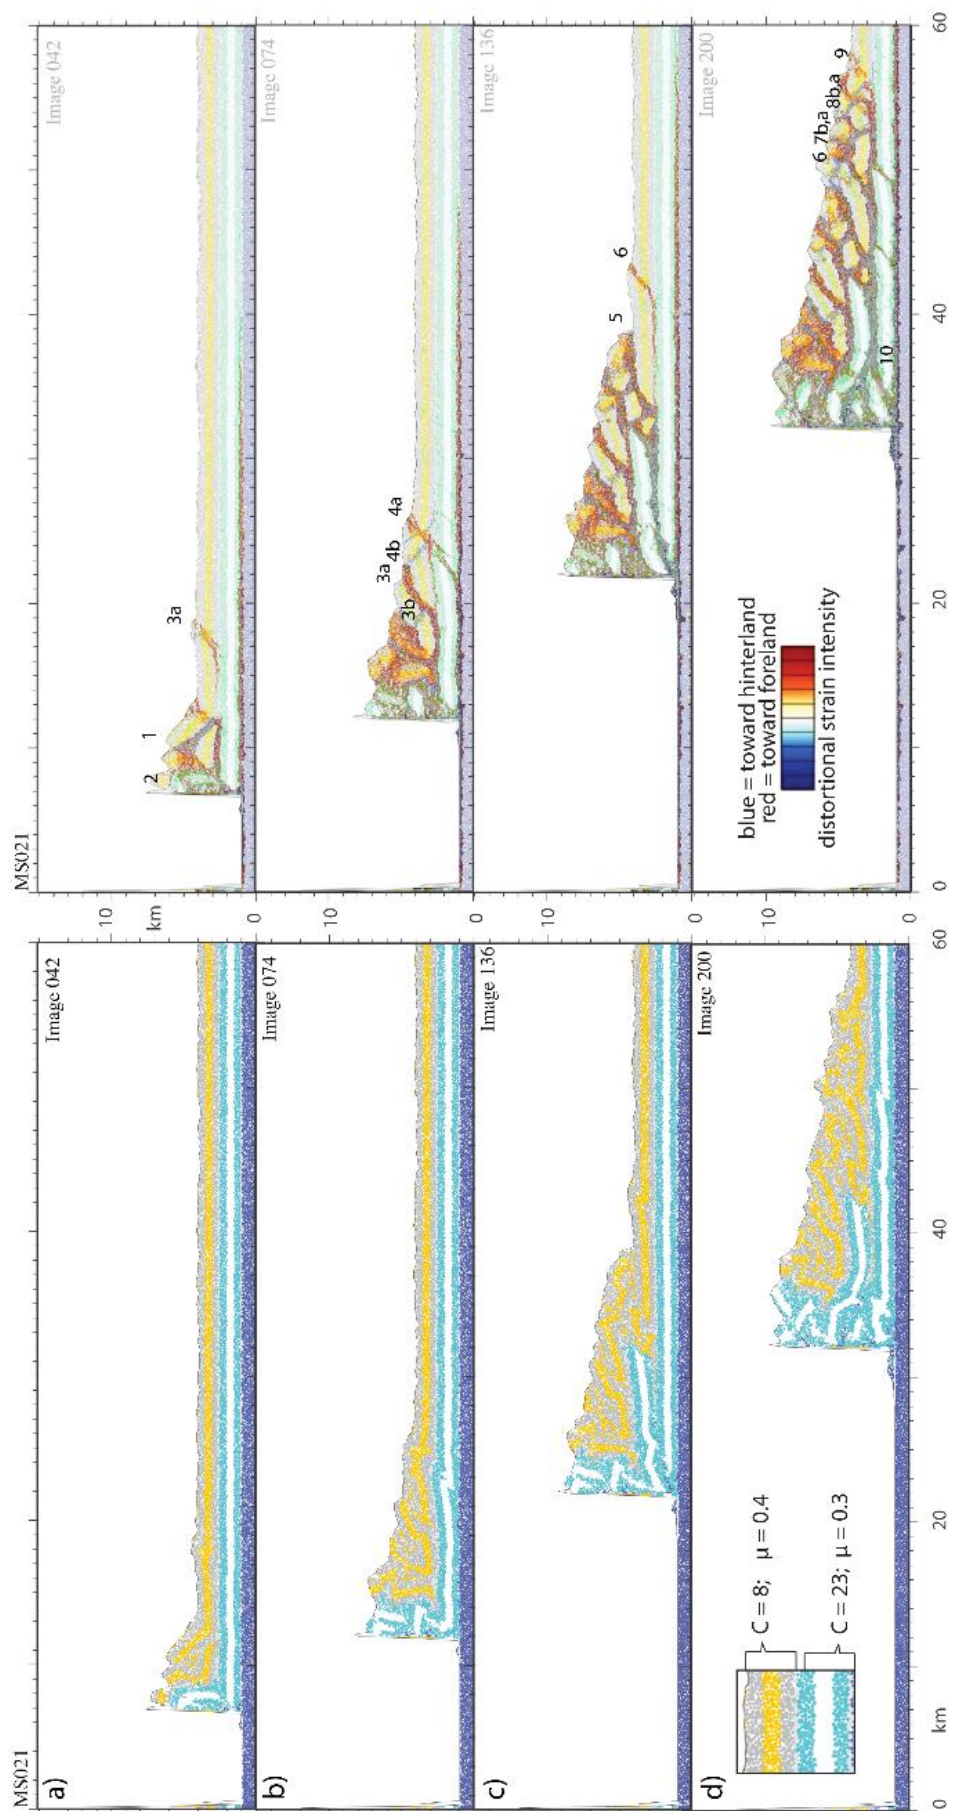 MS021
Image 042
a)
Image 074
b)
Image 136
c)
Image 200
d)
C = 8; μ = 0.4
C = 23; μ = 0.3
0 km 20 40 60
MS021
10
km
0
Image 042
2 1 3a
10
0
Image 074
3b 3a 4b 4a
10
0
Image 136
5 6
10
0
Image 200
6 7b,a 8b,a 9
10
blue = toward hinterland
red = toward foreland
distortional strain intensity
0 20 40 60